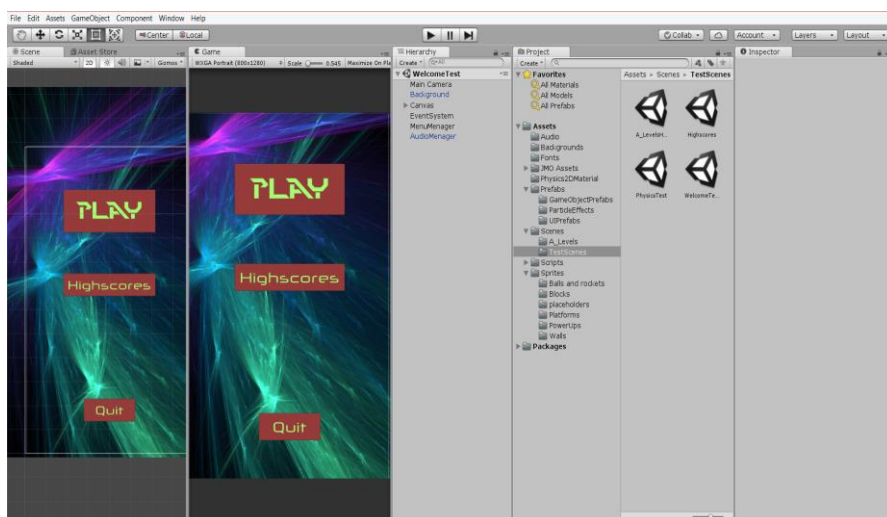 File Edit Assets GameObject Component Window Help
Center Local
Collab Account Layers Layout
Scene Asset Store
Shaded 2D Gizmos
PLAY
Highscores
Quit
Game
WXGA Portrait (800x1280) Scale 0.545 Maximize On Pla
PLAY
Highscores
Quit
Hierarchy
Create All
WelcomeTest
Main Camera
Background
Canvas
EventSystem
MenuMenager
AudioMenager
Project
Create
Favorites
All Materials
All Models
All Prefabs
Assets
Audio
Backgrounds
Fonts
JMO Assets
Physics2DMaterial
Prefabs
GameObjectPrefabs
ParticleEffects
UIPrefabs
Scenes
A_Levels
TestScenes
Scripts
Sprites
Balls and rockets
Blocks
placeholders
Platforms
PowerUps
Walls
Packages
Assets Scenes TestScenes
A_LevelsH... Highscores
PhysicsTest WelcomeTe...
Inspector